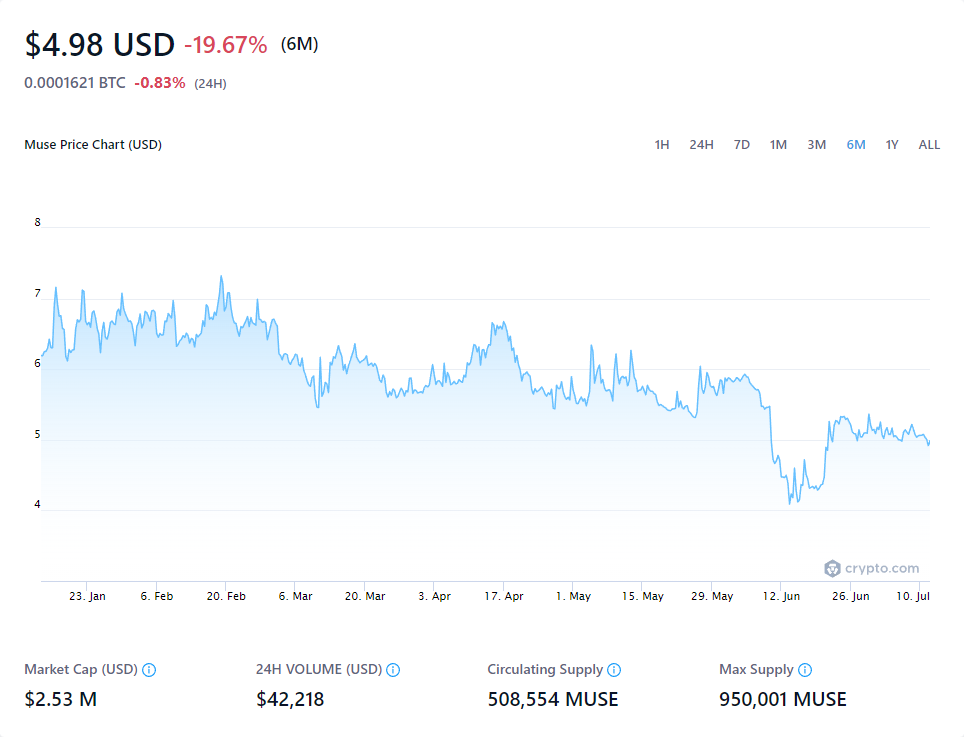 $4.98 USD -19.67% (6M)
0.0001621 BTC -0.83% (24H)
Muse Price Chart (USD) 1H 24H 7D 1M 3M 6M 1Y ALL
8
7
6
5
4
crypto.com
23. Jan 6. Feb 20. Feb 6. Mar 20. Mar 3. Apr 17. Apr 1. May 15. May 29. May 12. Jun 26. Jun 10. Jul
Market Cap (USD) 24H VOLUME (USD) Circulating Supply Max Supply
$2.53 M $42,218 508,554 MUSE 950,001 MUSE